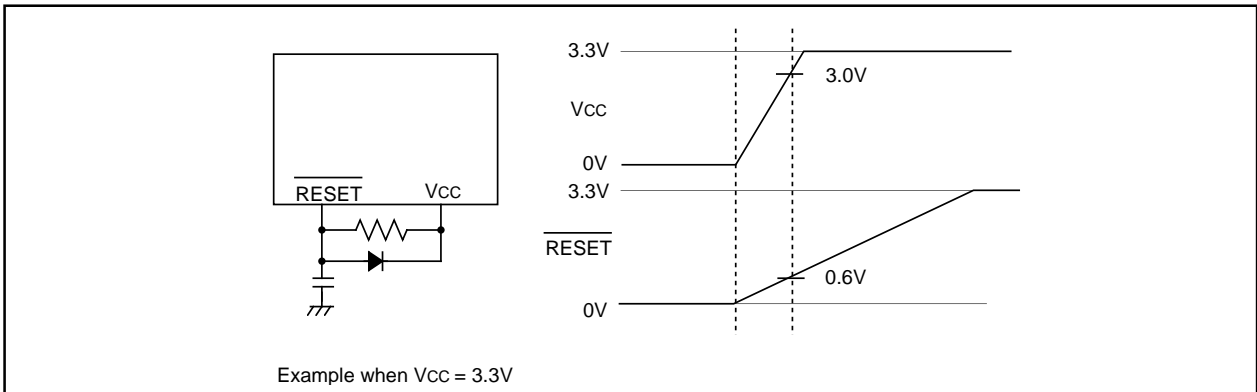 RESET VCC
3.3V
3.0V
VCC
0V
3.3V
RESET
0.6V
0V
Example when VCC = 3.3V